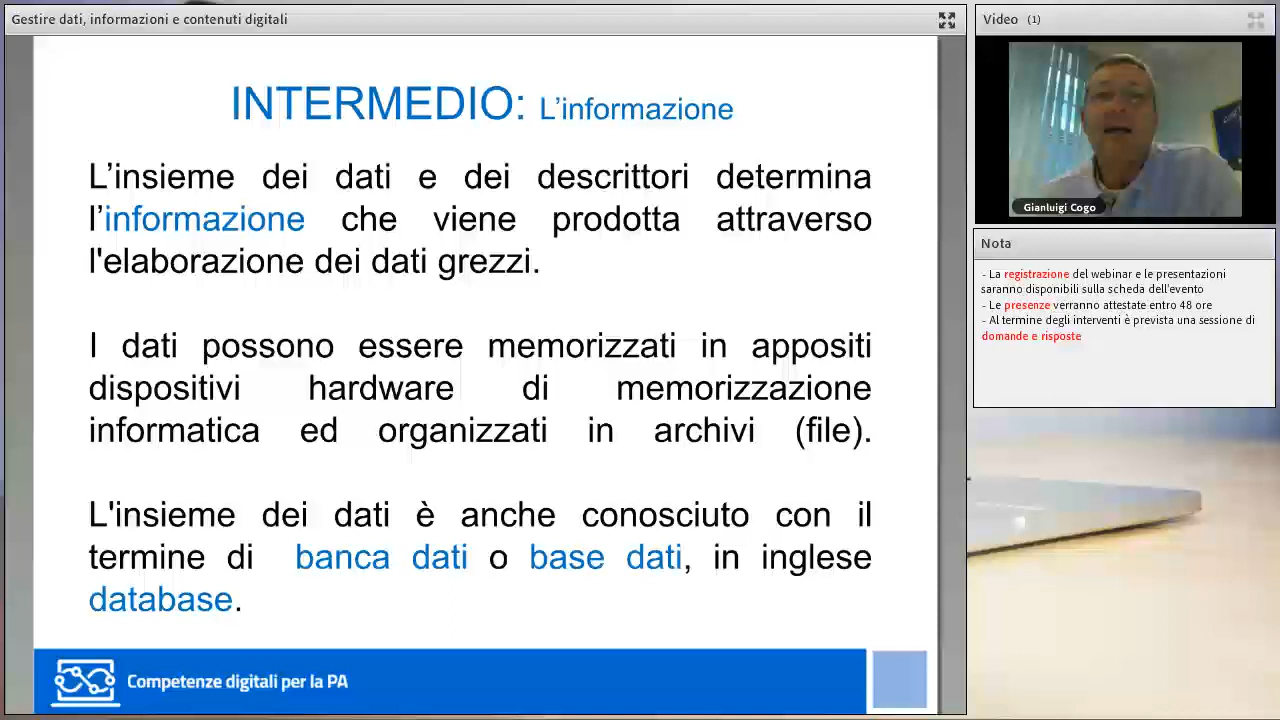 Gestire dati, informazioni e contenuti digitali
INTERMEDIO: L’informazione
L’insieme dei dati e dei descrittori determina
l’informazione che viene prodotta attraverso
l'elaborazione dei dati grezzi.
I dati possono essere memorizzati in appositi
dispositivi hardware di memorizzazione
informatica ed organizzati in archivi (file).
L'insieme dei dati è anche conosciuto con il
termine di banca dati o base dati, in inglese
database.
Competenze digitali per la PA
Video (1)
Gianluigi Cogo
Nota
- La registrazione del webinar e le presentazioni
saranno disponibili sulla scheda dell'evento
- Le presenze verranno attestate entro 48 ore
- Al termine degli interventi è prevista una sessione di
domande e risposte